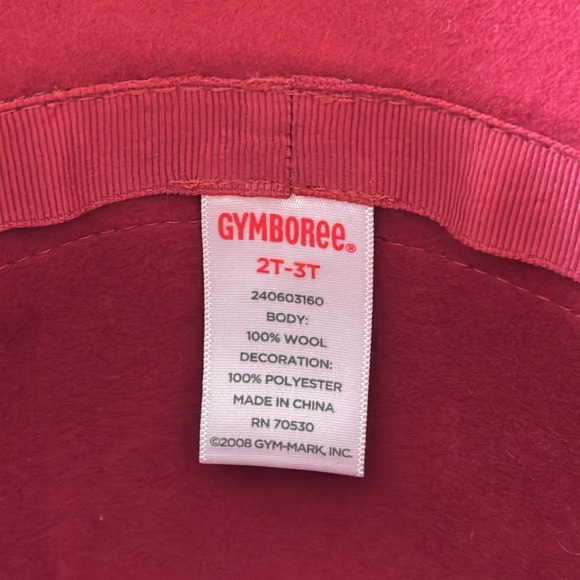 GYMBOREE®
2T-3T
240603160
BODY:
100% WOOL
DECORATION:
100% POLYESTER
MADE IN CHINA
RN 70530
©2008 GYM-MARK, INC.